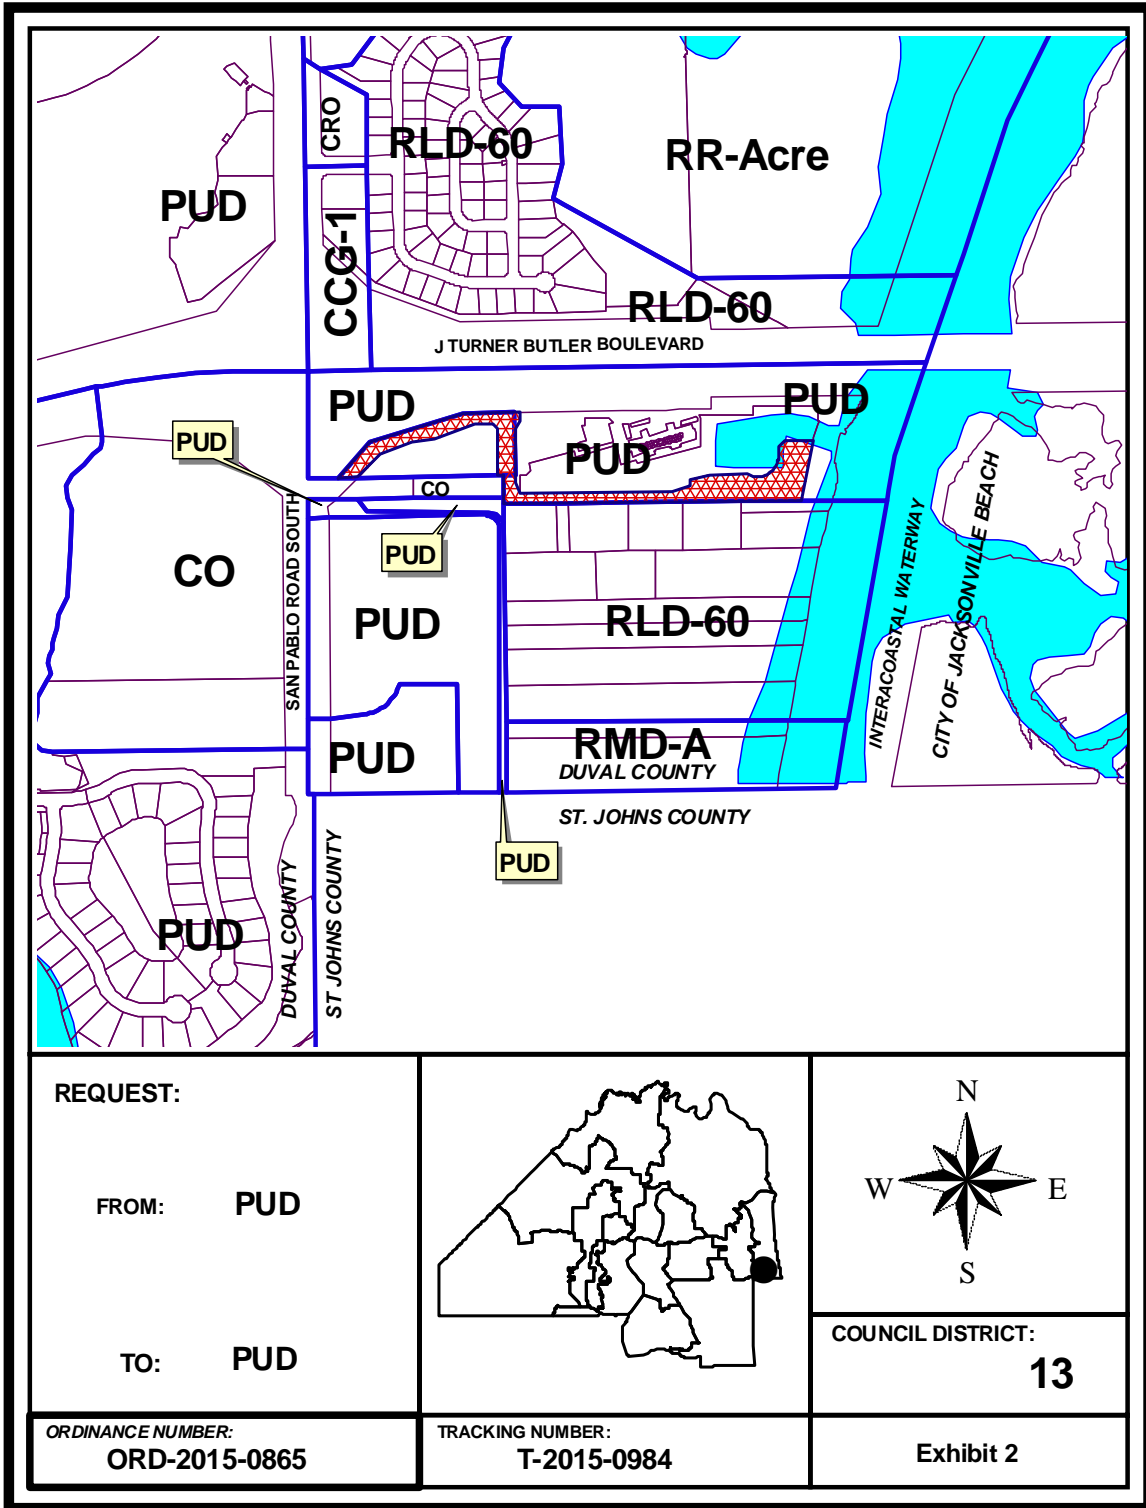 CRO
RLD-60
RR-Acre
PUD
CCG-1
RLD-60
J TURNER BUTLER BOULEVARD
PUD
PUD
PUD
PUD
CO
SAN PABLO ROAD SOUTH
PUD
CO
PUD
RLD-60
INTERACOASTAL WATERWAY
CITY OF JACKSONVILLE BEACH
PUD
RMD-A
DUVAL COUNTY
ST. JOHNS COUNTY
PUD
DUVAL COUNTY
ST JOHNS COUNTY
PUD
REQUEST:
FROM: PUD
TO: PUD
N
W E
S
COUNCIL DISTRICT:
13
ORDINANCE NUMBER:
ORD-2015-0865
TRACKING NUMBER:
T-2015-0984
Exhibit 2